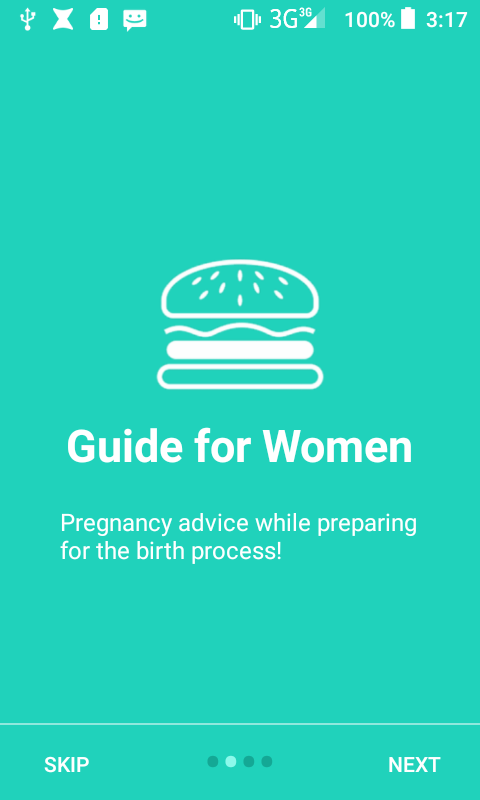 3G 3G 100% 3:17
Guide for Women
Pregnancy advice while preparing
for the birth process!
SKIP NEXT